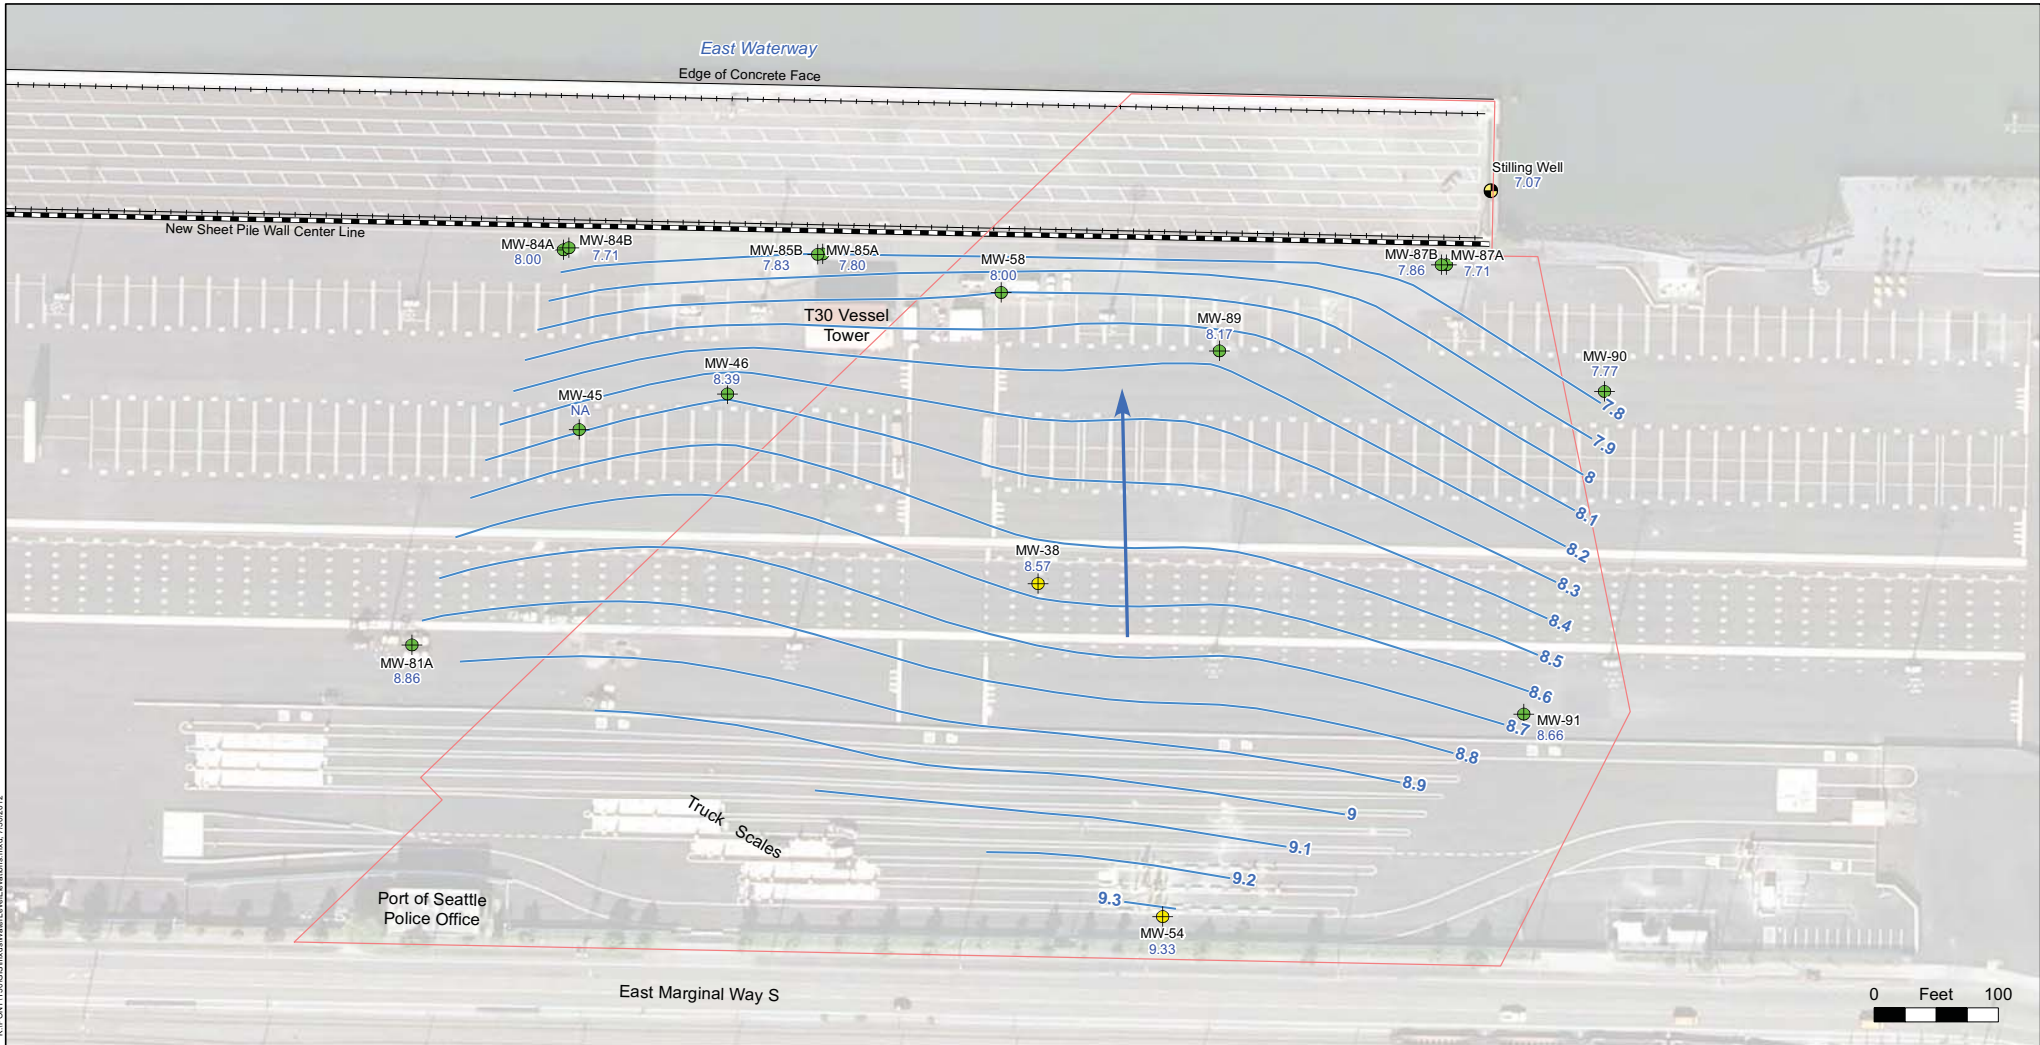 East Waterway
Edge of Concrete Face
Stilling Well
7.07
New Sheet Pile Wall Center Line
MW-84A
8.00
MW-84B
7.71
MW-85B
7.83
MW-85A
7.80
MW-58
8.00
MW-87B
7.86
MW-87A
7.71
T30 Vessel
Tower
MW-89
8.17
MW-90
7.77
MW-46
8.39
MW-45
NA
7.8
7.9
8
8.1
8.2
8.3
8.4
8.5
8.6
8.7
8.8
8.9
9
9.1
9.2
9.3
MW-38
8.57
MW-81A
8.86
MW-91
8.66
Truck Scales
Port of Seattle
Police Office
MW-54
9.33
East Marginal Way S
0 Feet 100